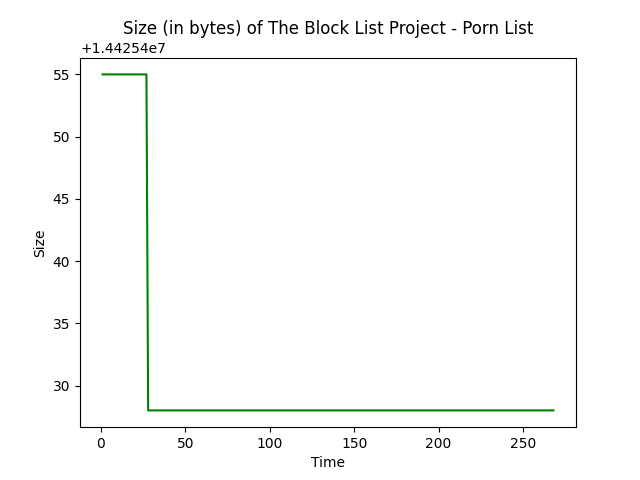 Size (in bytes) of The Block List Project - Porn List
+1.44254e7
55
50
45
40
35
30
Size
0 50 100 150 200 250
Time